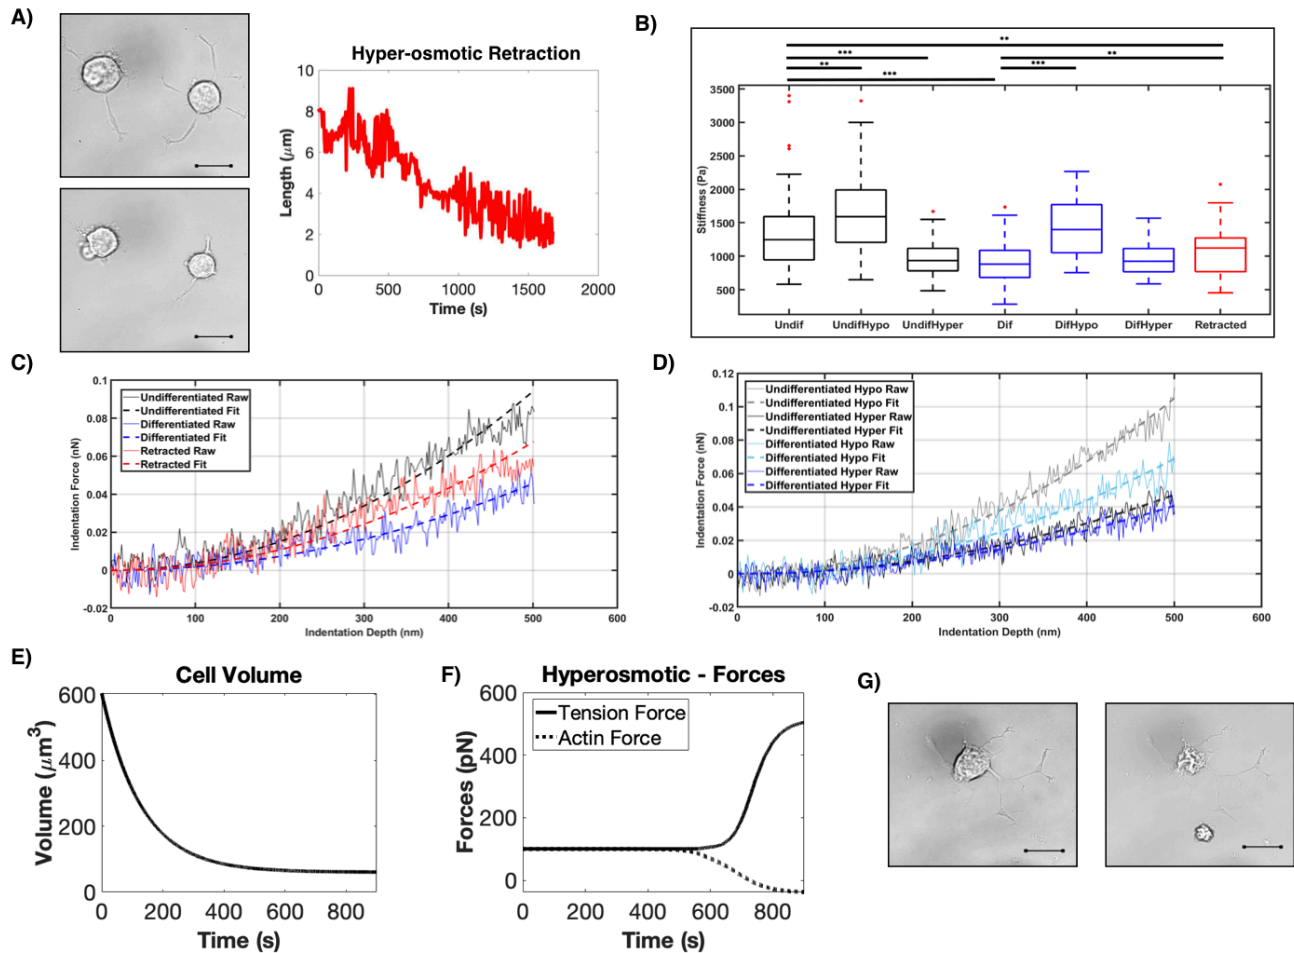 A)
Hyper-osmotic Retraction
10
8
6
4
2
0
Length (μm)
0 500 1000 1500 2000
Time (s)
B)
**
*** **
** ***
***
3500
3000
2500
2000
1500
1000
500
Stiffness (Pa)
Undif UndifHypo UndifHyper Dif DifHypo DifHyper Retracted
C)
0.1
0.08
0.06
0.04
0.02
0
-0.02
Indentation Force (nN)
Undifferentiated Raw
Undifferentiated Fit
Differentiated Raw
Differentiated Fit
Retracted Raw
Retracted Fit
0 100 200 300 400 500 600
Indentation Depth (nm)
D)
0.12
0.1
0.08
0.06
0.04
0.02
0
-0.02
Indentation Force (nN)
Undifferentiated Hypo Raw
Undifferentiated Hypo Fit
Undifferentiated Hyper Raw
Undifferentiated Hyper Fit
Differentiated Hypo Raw
Differentiated Hypo Fit
Differentiated Hyper Raw
Differentiated Hyper Fit
0 100 200 300 400 500 600
Indentation Depth (nm)
E)
Cell Volume
600
400
200
0
Volume (μm³)
0 200 400 600 800
Time (s)
F)
Hyperosmotic - Forces
600
400
200
0
Forces (pN)
Tension Force
Actin Force
0 200 400 600 800
Time (s)
G)